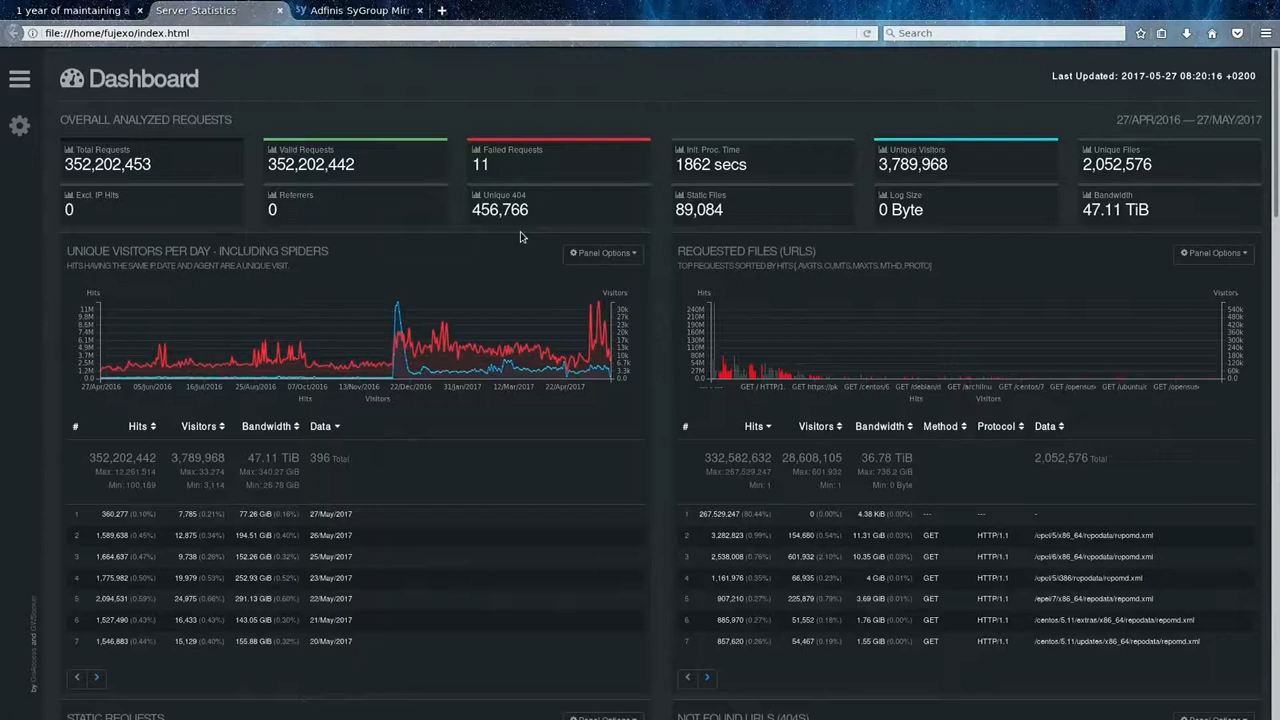 1 year of maintaining a
Server Statistics
Adfinis SyGroup Mirr
file:///home/fujexo/index.html
Search
Dashboard
Last Updated: 2017-05-27 08:20:16 +0200
OVERALL ANALYZED REQUESTS
27/APR/2016 — 27/MAY/2017
Total Requests
352,202,453
Valid Requests
352,202,442
Failed Requests
11
Init. Proc. Time
1862 secs
Unique Visitors
3,789,968
Unique Files
2,052,576
Excl. IP Hits
0
Referrers
0
Unique 404
456,766
Static Files
89,084
Log Size
0 Byte
Bandwidth
47.11 TiB
UNIQUE VISITORS PER DAY - INCLUDING SPIDERS
Panel Options
HITS HAVING THE SAME IP, DATE AND AGENT ARE A UNIQUE VISIT.
Hits
Visitors
11M
9.8M
8.6M
7.4M
6.1M
4.9M
3.7M
2.5M
1.2M
0.0
30k
27k
23k
20k
17k
13k
10k
6.6k
3.3k
0.0
27/Apr/2016 05/Jun/2016 16/Jul/2016 25/Aug/2016 07/Oct/2016 13/Nov/2016 22/Dec/2016 31/Jan/2017 12/Mar/2017 22/Apr/2017
Hits Visitors
# Hits Visitors Bandwidth Data
352,202,442 3,789,968 47.11 TiB 396 Total
Max: 12,261,514 Max: 33,274 Max: 340.27 GiB
Min: 100,169 Min: 3,114 Min: 26.78 GiB
1 360,277 (0.10%) 7,785 (0.21%) 77.26 GiB (0.16%) 27/May/2017
2 1,589,638 (0.45%) 12,875 (0.34%) 194.51 GiB (0.40%) 26/May/2017
3 1,664,647 (0.47%) 9,738 (0.26%) 152.26 GiB (0.32%) 25/May/2017
4 1,775,982 (0.50%) 19,979 (0.53%) 252.93 GiB (0.52%) 23/May/2017
5 2,094,531 (0.59%) 24,975 (0.66%) 291.13 GiB (0.60%) 22/May/2017
6 1,527,490 (0.43%) 16,433 (0.43%) 143.05 GiB (0.30%) 21/May/2017
7 1,546,883 (0.44%) 15,129 (0.40%) 155.88 GiB (0.32%) 20/May/2017
REQUESTED FILES (URLS)
Panel Options
TOP REQUESTS SORTED BY HITS [, AVGTS, CUMTS, MAXTS, MTHD, PROTO]
Hits
Visitors
240M
210M
190M
160M
130M
110M
80M
54M
27M
0.0
540k
480k
420k
360k
300k
240k
180k
120k
60k
0.0
--- --- - GET / HTTP/1. GET https://pk GET /centos/6 GET /debian/d GET /archlinu GET /centos/7 GET /opensus‹ GET /ubuntu/‹ GET /opensus‹
Hits Visitors
# Hits Visitors Bandwidth Method Protocol Data
332,582,632 28,608,105 36.78 TiB 2,052,576 Total
Max: 267,529,247 Max: 601,932 Max: 736.2 GiB
Min: 1 Min: 1 Min: 0 Byte
1 267,529,247 (80.44%) 0 (0.00%) 4.38 KiB (0.00%) --- --- -
2 3,282,823 (0.99%) 154,680 (0.54%) 11.31 GiB (0.03%) GET HTTP/1.1 /epel/5/x86_64/repodata/repomd.xml
3 2,538,008 (0.76%) 601,932 (2.10%) 10.35 GiB (0.03%) GET HTTP/1.1 /epel/6/x86_64/repodata/repomd.xml
4 1,161,976 (0.35%) 66,935 (0.23%) 4 GiB (0.01%) GET HTTP/1.1 /epel/5/i386/repodata/repomd.xml
5 907,210 (0.27%) 225,879 (0.79%) 3.69 GiB (0.01%) GET HTTP/1.1 /epel/7/x86_64/repodata/repomd.xml
6 885,970 (0.27%) 51,552 (0.18%) 1.76 GiB (0.00%) GET HTTP/1.1 /centos/5.11/extras/x86_64/repodata/repomd.xml
7 857,620 (0.26%) 54,467 (0.19%) 1.55 GiB (0.00%) GET HTTP/1.1 /centos/5.11/updates/x86_64/repodata/repomd.xml
by GoAccess and GWSocket
STATIC REQUESTS
Panel Options
NOT FOUND URLS (404S)
Panel Options